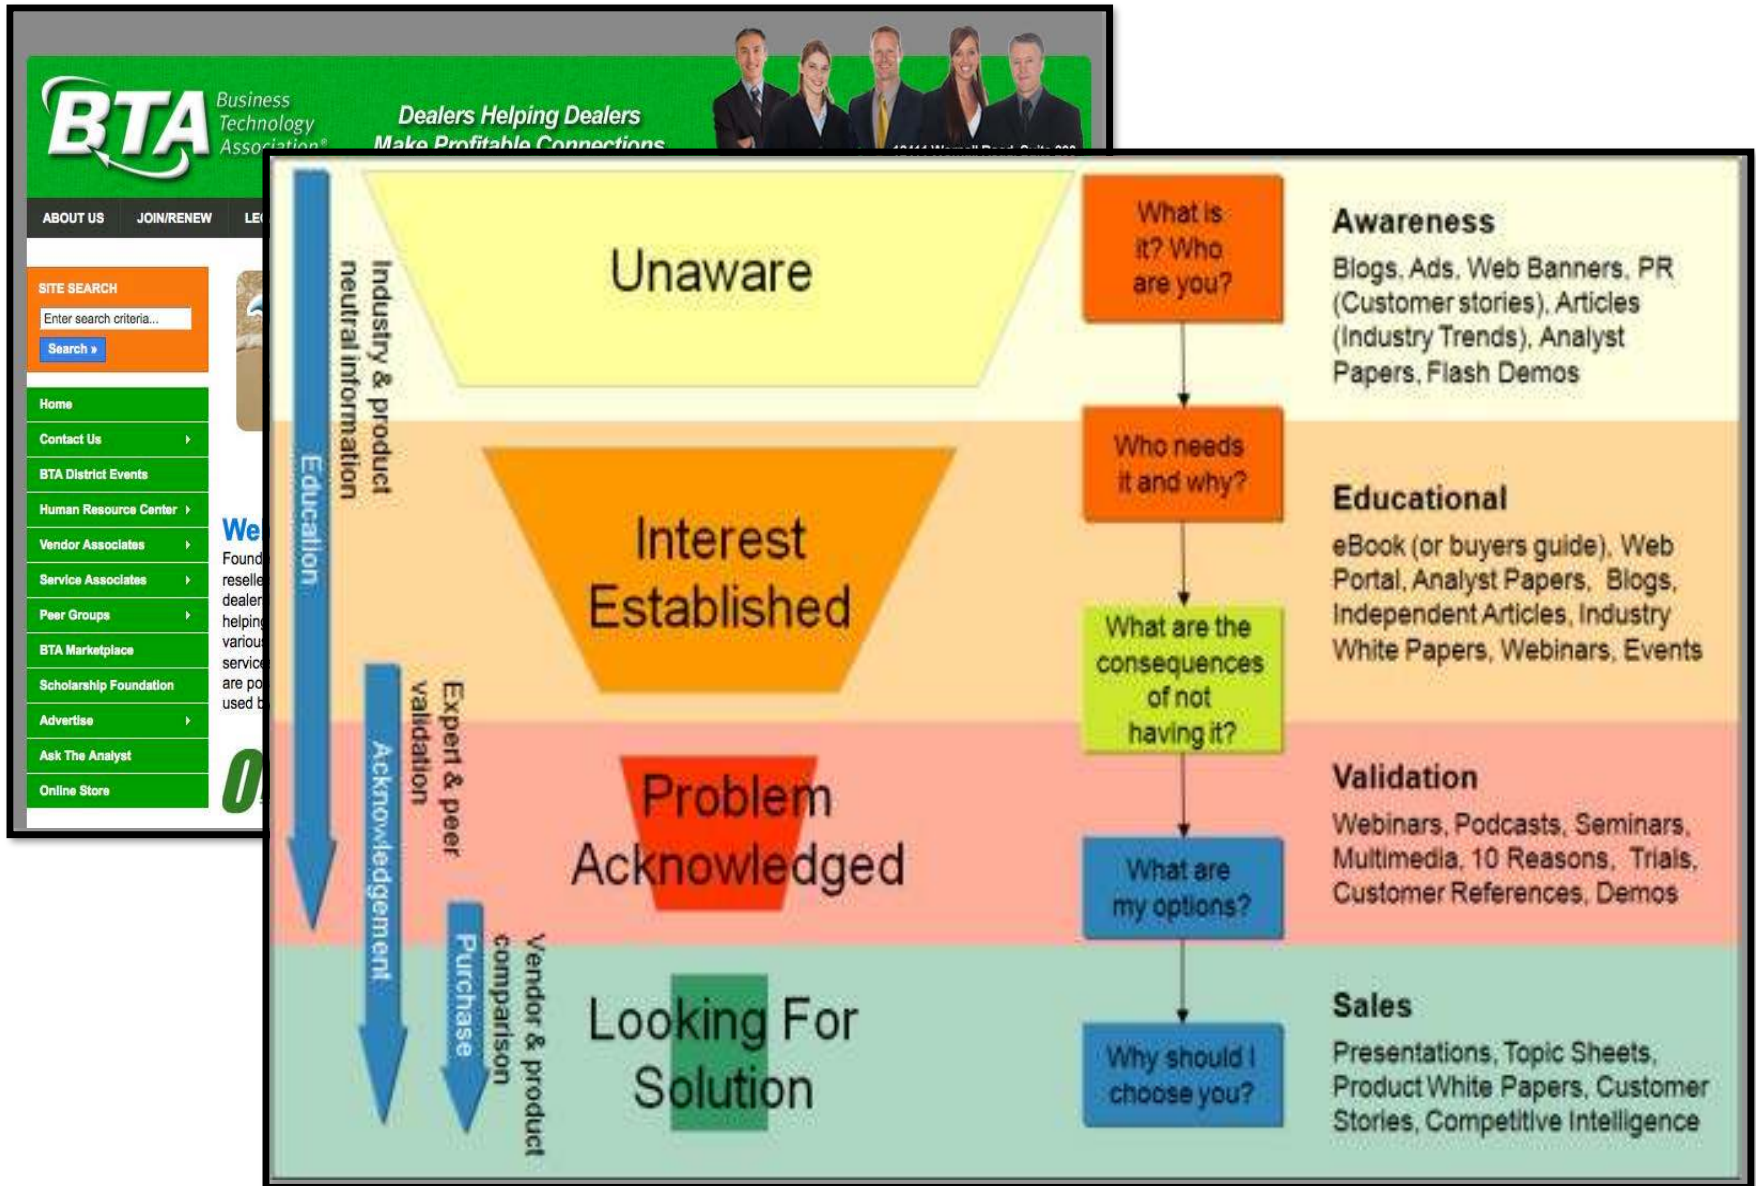 BTA
Business
Technology
Association®
Dealers Helping Dealers
Make Profitable Connections
ABOUT US
JOIN/RENEW
SITE SEARCH
Enter search criteria...
Search »
Home
Contact Us
BTA District Events
Human Resource Center
Vendor Associates
Service Associates
Peer Groups
BTA Marketplace
Scholarship Foundation
Advertise
Ask The Analyst
Online Store
Education
Industry & product
neutral information
Acknowledgement
Expert & peer
validation
Purchase
Vendor & product
comparison
Unaware
Interest
Established
Problem
Acknowledged
Looking For
Solution
What is
it? Who
are you?
Who needs
it and why?
What are the
consequences
of not
having it?
What are
my options?
Why should I
choose you?
Awareness
Blogs, Ads, Web Banners, PR
(Customer stories), Articles
(Industry Trends), Analyst
Papers, Flash Demos
Educational
eBook (or buyers guide), Web
Portal, Analyst Papers, Blogs,
Independent Articles, Industry
White Papers, Webinars, Events
Validation
Webinars, Podcasts, Seminars,
Multimedia, 10 Reasons, Trials,
Customer References, Demos
Sales
Presentations, Topic Sheets,
Product White Papers, Customer
Stories, Competitive Intelligence